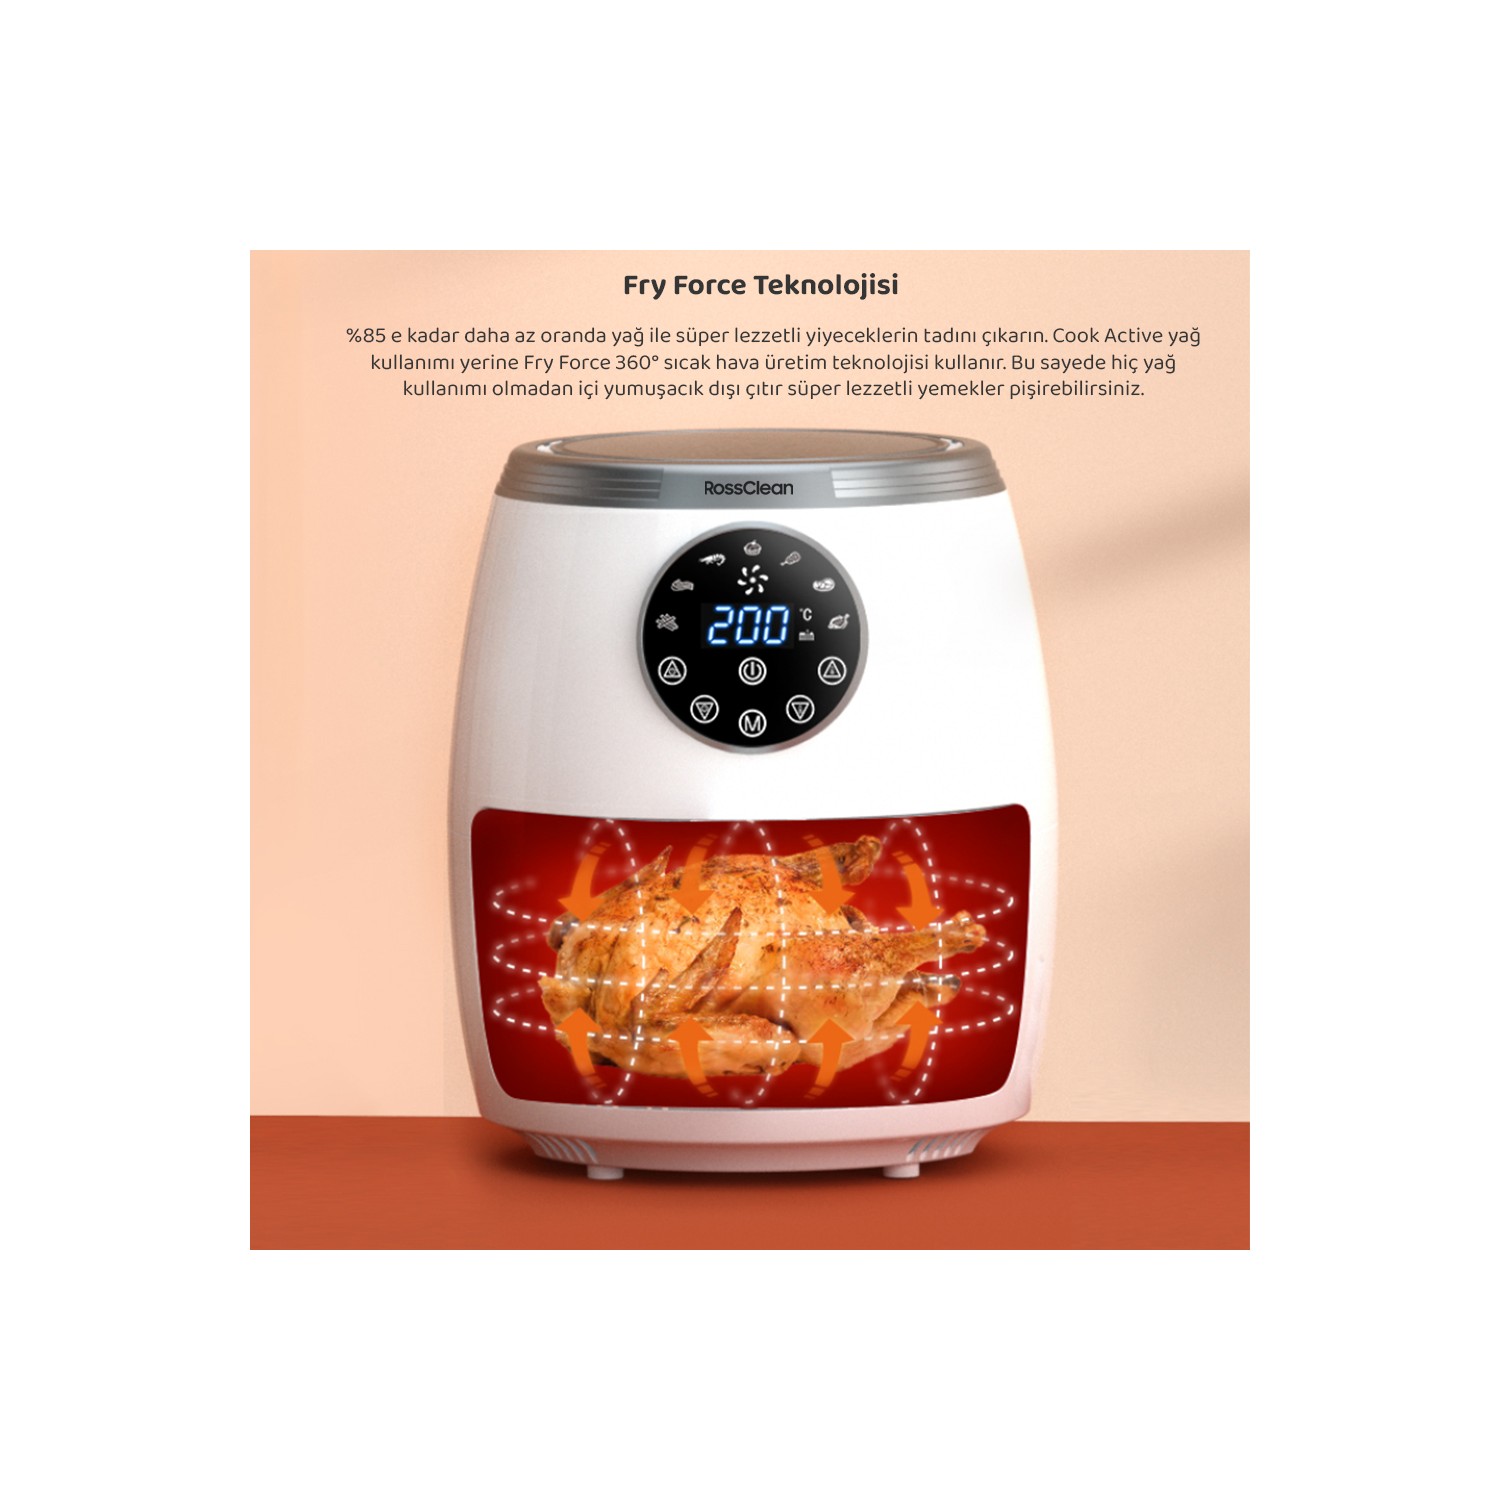 Fry Force Teknolojisi
%85 e kadar daha az oranda yağ ile süper lezzetli yiyeceklerin tadını çıkarın. Cook Active yağ
kullanımı yerine Fry Force 360° sıcak hava üretim teknolojisi kullanır. Bu sayede hiç yağ
kullanımı olmadan içi yumuşacık dışı çıtır süper lezzetli yemekler pişirebilirsiniz.
RossClean
200 °C
min
M